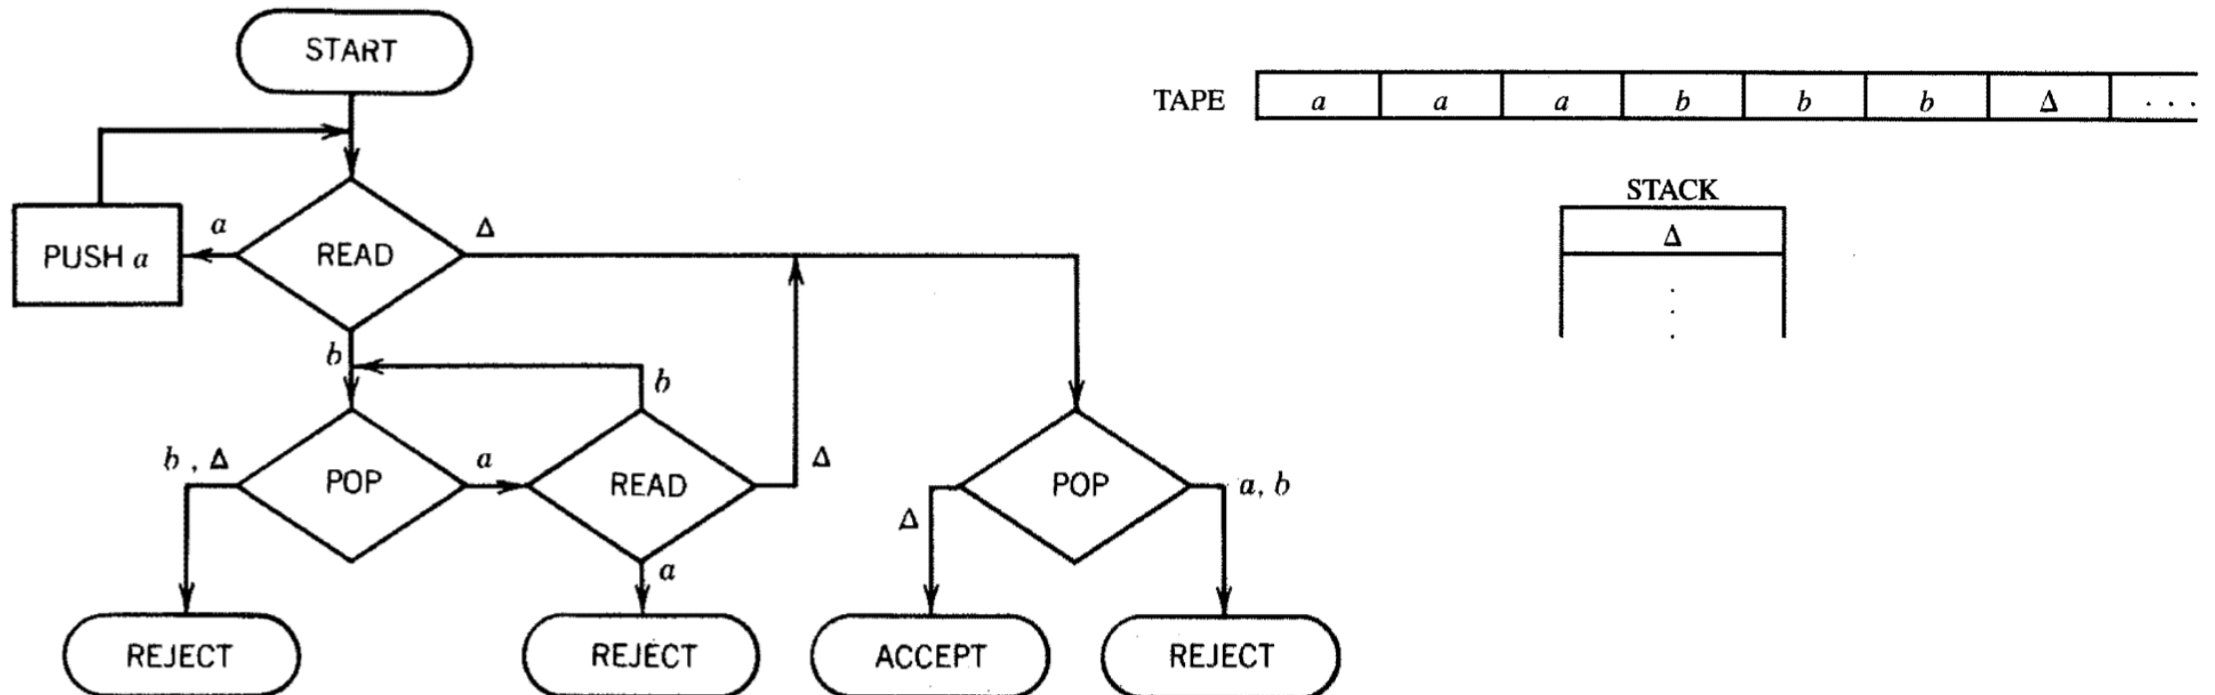 START
TAPE a a a b b b Δ . . .
STACK
Δ
a
Δ
PUSH a
READ
b
b
b , Δ
a
Δ
POP
READ
POP
a, b
Δ
a
REJECT
REJECT
ACCEPT
REJECT